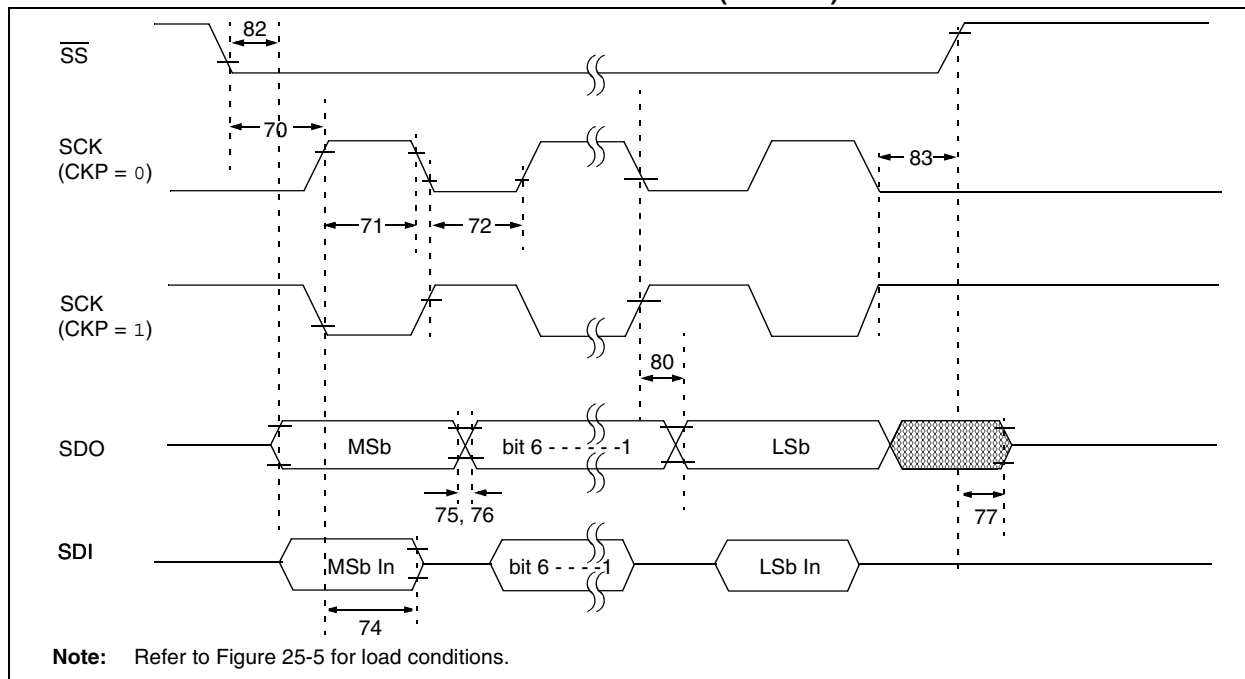 82
SS
70
SCK
(CKP = 0)
83
71
72
SCK
(CKP = 1)
80
SDO
MSb
bit 6 - - - - - -1
LSb
75, 76
77
SDI
MSb In
bit 6 - - - -1
LSb In
74
Note: Refer to Figure 25-5 for load conditions.